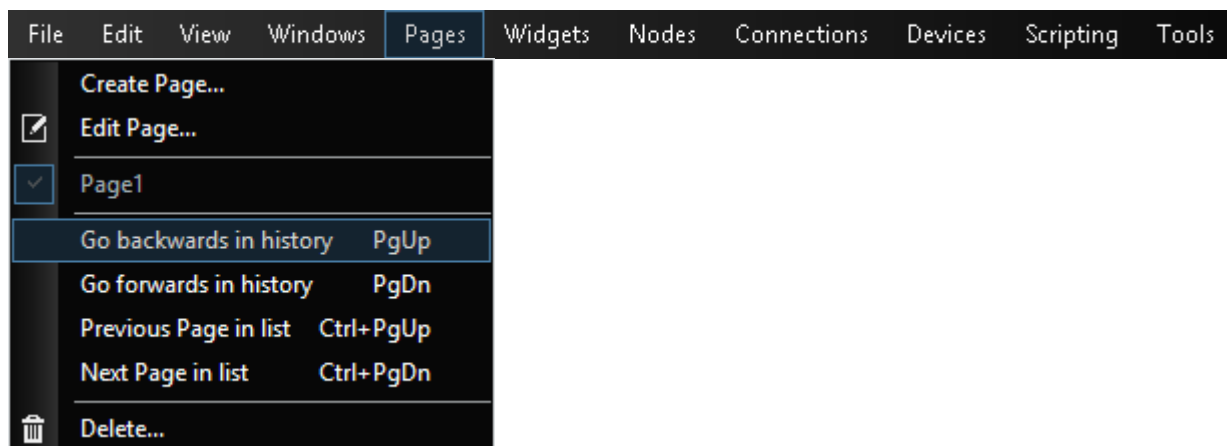 File Edit View Windows Pages Widgets Nodes Connections Devices Scripting Tools
Create Page...
Edit Page...
Page1
Go backwards in history PgUp
Go forwards in history PgDn
Previous Page in list Ctrl+PgUp
Next Page in list Ctrl+PgDn
Delete...